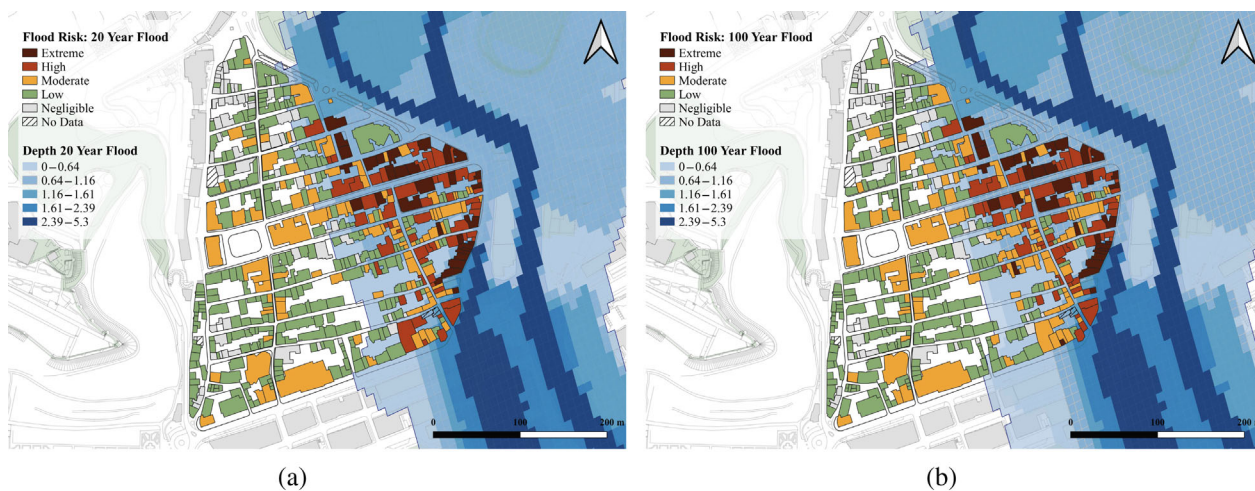 Flood Risk: 20 Year Flood
Extreme
High
Moderate
Low
Negligible
No Data
Depth 20 Year Flood
0–0.64
0.64–1.16
1.16–1.61
1.61–2.39
2.39–5.3
0 100 200 m
(a)
Flood Risk: 100 Year Flood
Extreme
High
Moderate
Low
Negligible
No Data
Depth 100 Year Flood
0–0.64
0.64–1.16
1.16–1.61
1.61–2.39
2.39–5.3
0 100 200 m
(b)